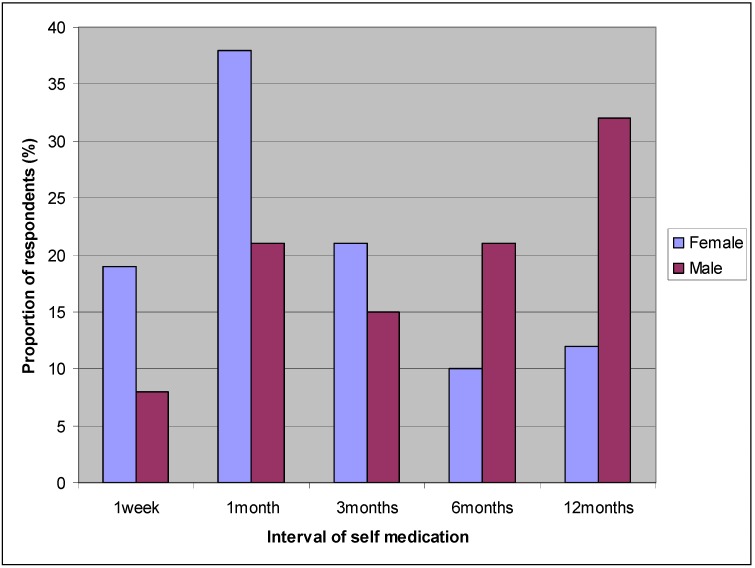 40
35
30
25
20
15
10
5
0
Proportion of respondents (%)
1week 1month 3months 6months 12months
Interval of self medication
Female
Male